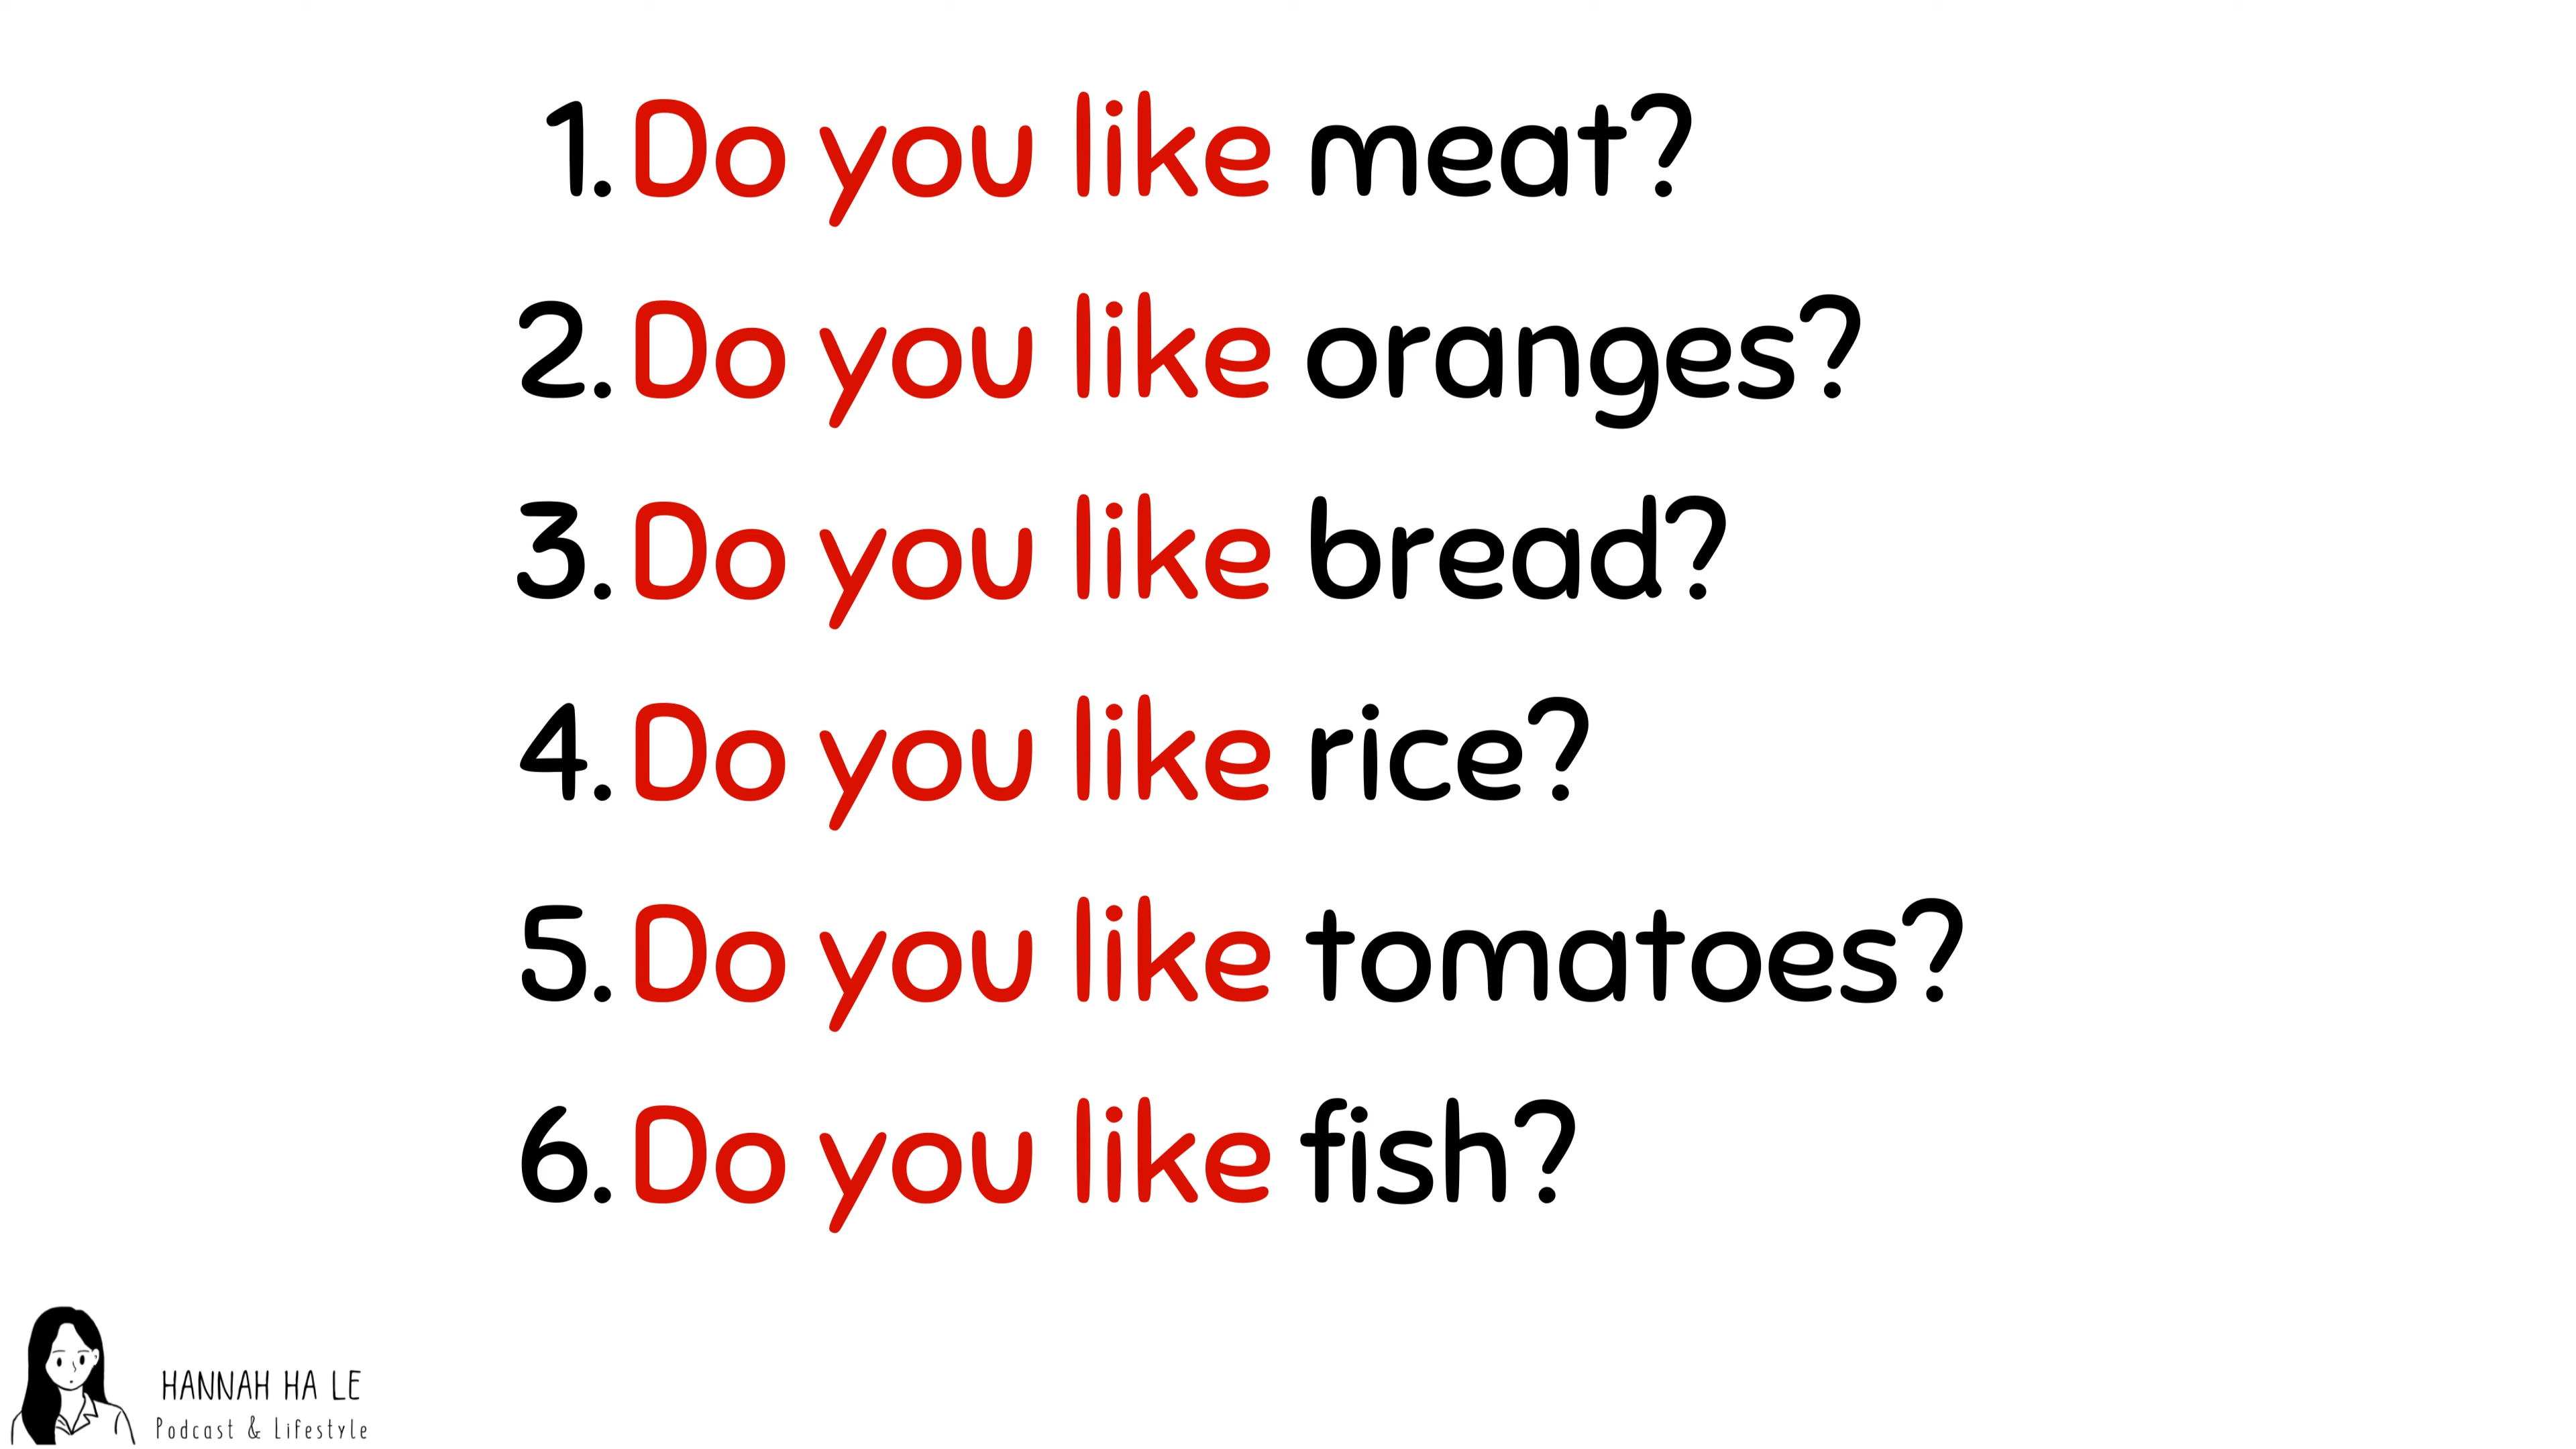 1. Do you like meat?
2. Do you like oranges?
3. Do you like bread?
4. Do you like rice?
5. Do you like tomatoes?
6. Do you like fish?
HANNAH HA LE
Podcast & Lifestyle